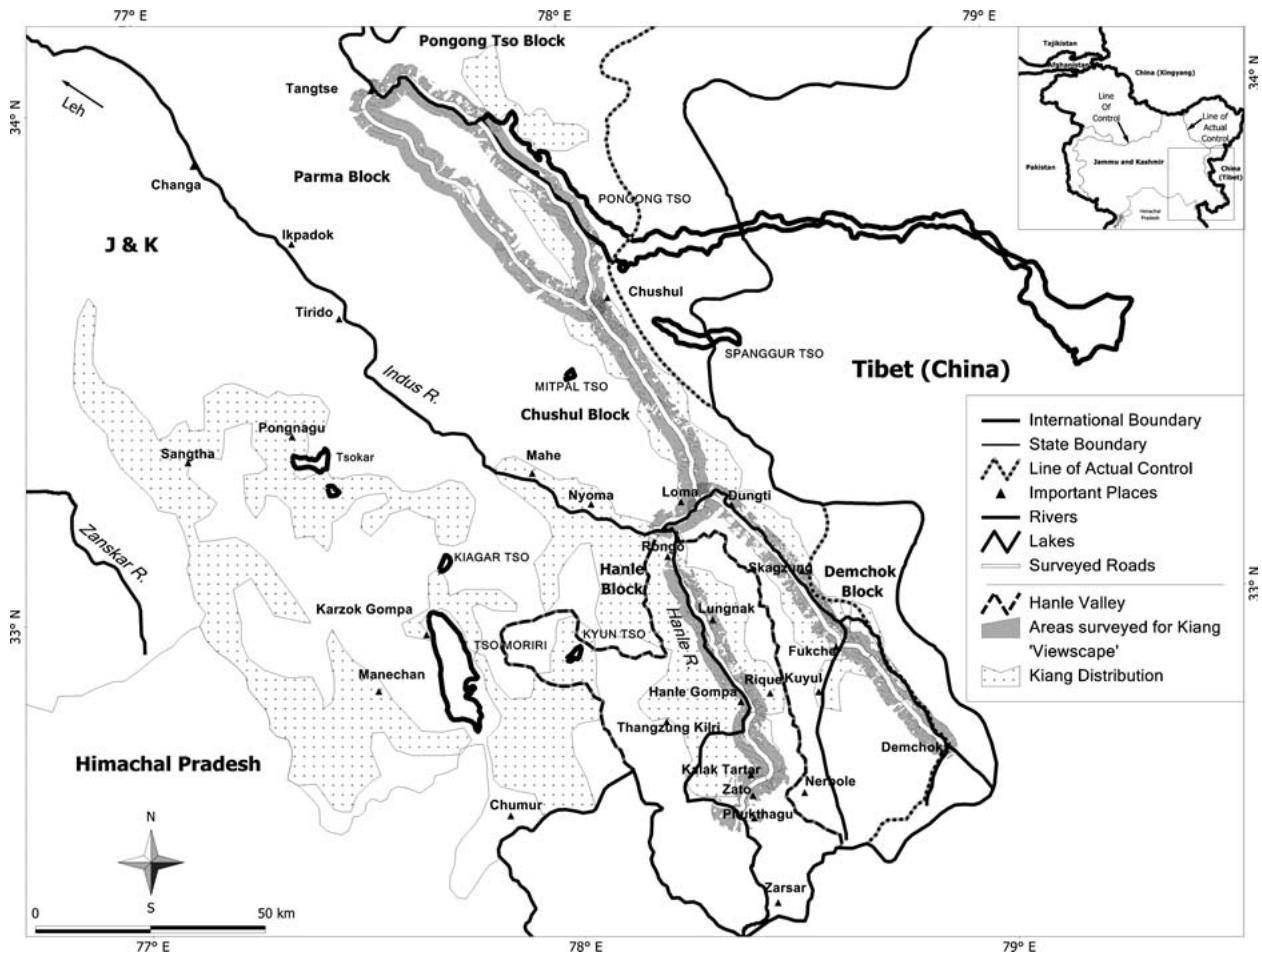 77° E
78° E
79° E
34° N
34° N
33° N
33° N
77° E
78° E
79° E
Pongong Tso Block
Tangtse
Leh
Changa
Parma Block
PONGONG TSO
J & K
Ikpadok
Tirido
Chushul
SPANGGUR TSO
Tibet (China)
Indus R.
MITPAL TSO
Chushul Block
Pongnagu
Sangtha
Tsokar
Mahe
Nyoma
Loma
Dungti
Zanskar R.
KIAGAR TSO
Rongo
Hanle
Block
Skagzung
Demchok
Block
Karzok Gompa
TSO MORIRI
KYUN TSO
Lungnak
Hanle R.
Fukche
Manechan
Hanle Gompa
Rique
Kuyul
Thangzung Kilri
Demchok
Himachal Pradesh
Kalak Tartar
Zato
Nerbole
Phukthagu
Chumur
Zarsar
N
S
0
50 km
Tajikistan
Afghanistan
China (Xingyang)
Line
Of
Control
Line of
Actual
Control
Pakistan
Jammu and Kashmir
China
(Tibet)
Himachal
Pradesh
International Boundary
State Boundary
Line of Actual Control
Important Places
Rivers
Lakes
Surveyed Roads
Hanle Valley
Areas surveyed for Kiang
'Viewscape'
Kiang Distribution